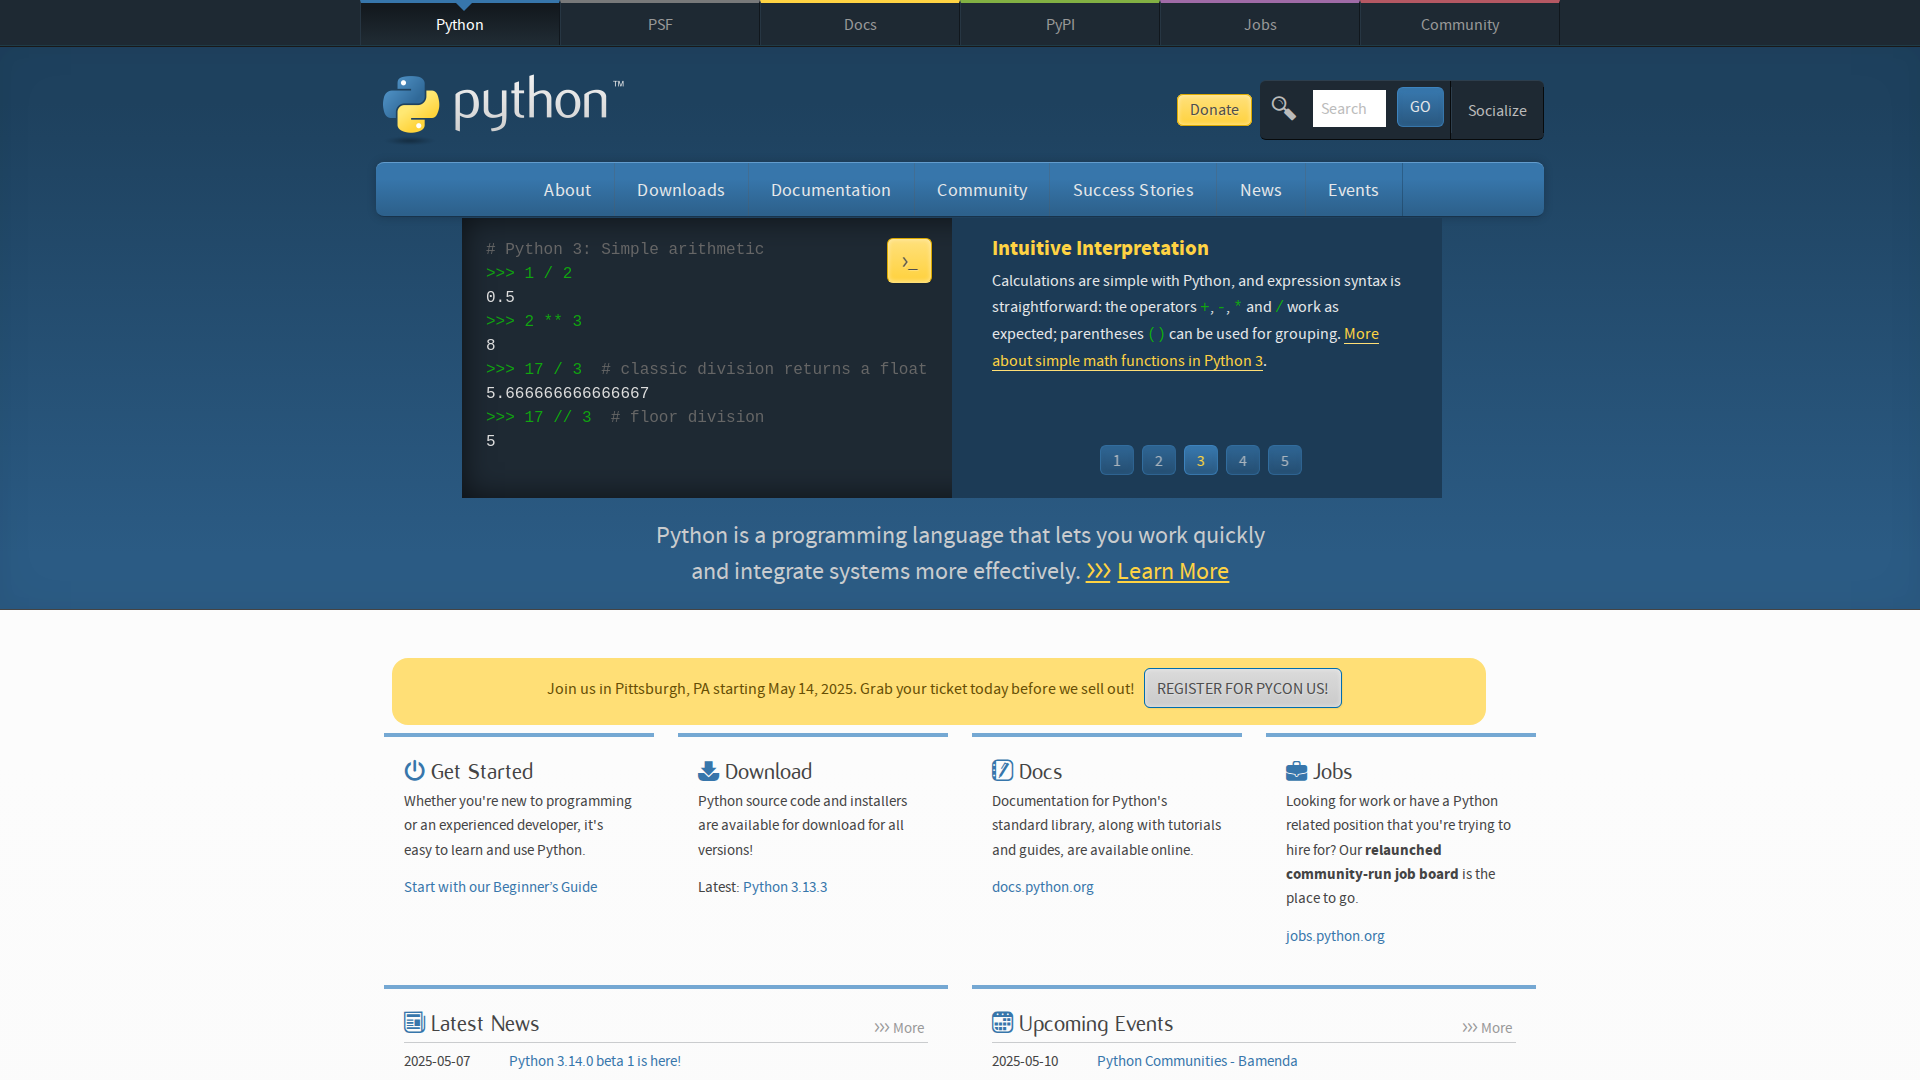 Python
PSF
Docs
PyPI
Jobs
Community
python™
Donate
Search
GO
Socialize
About
Downloads
Documentation
Community
Success Stories
News
Events
# Python 3: Simple arithmetic
>>> 1 / 2
0.5
>>> 2 ** 3
8
>>> 17 / 3  # classic division returns a float
5.666666666666667
>>> 17 // 3  # floor division
5
>_
Intuitive Interpretation
Calculations are simple with Python, and expression syntax is
straightforward: the operators +, -, * and / work as
expected; parentheses () can be used for grouping. More
about simple math functions in Python 3.
1
2
3
4
5
Python is a programming language that lets you work quickly
and integrate systems more effectively. >>> Learn More
Join us in Pittsburgh, PA starting May 14, 2025. Grab your ticket today before we sell out!
REGISTER FOR PYCON US!
Get Started
Whether you're new to programming
or an experienced developer, it's
easy to learn and use Python.
Start with our Beginner’s Guide
Download
Python source code and installers
are available for download for all
versions!
Latest: Python 3.13.3
Docs
Documentation for Python's
standard library, along with tutorials
and guides, are available online.
docs.python.org
Jobs
Looking for work or have a Python
related position that you're trying to
hire for? Our relaunched
community-run job board is the
place to go.
jobs.python.org
Latest News
>>> More
2025-05-07 Python 3.14.0 beta 1 is here!
Upcoming Events
>>> More
2025-05-10 Python Communities - Bamenda